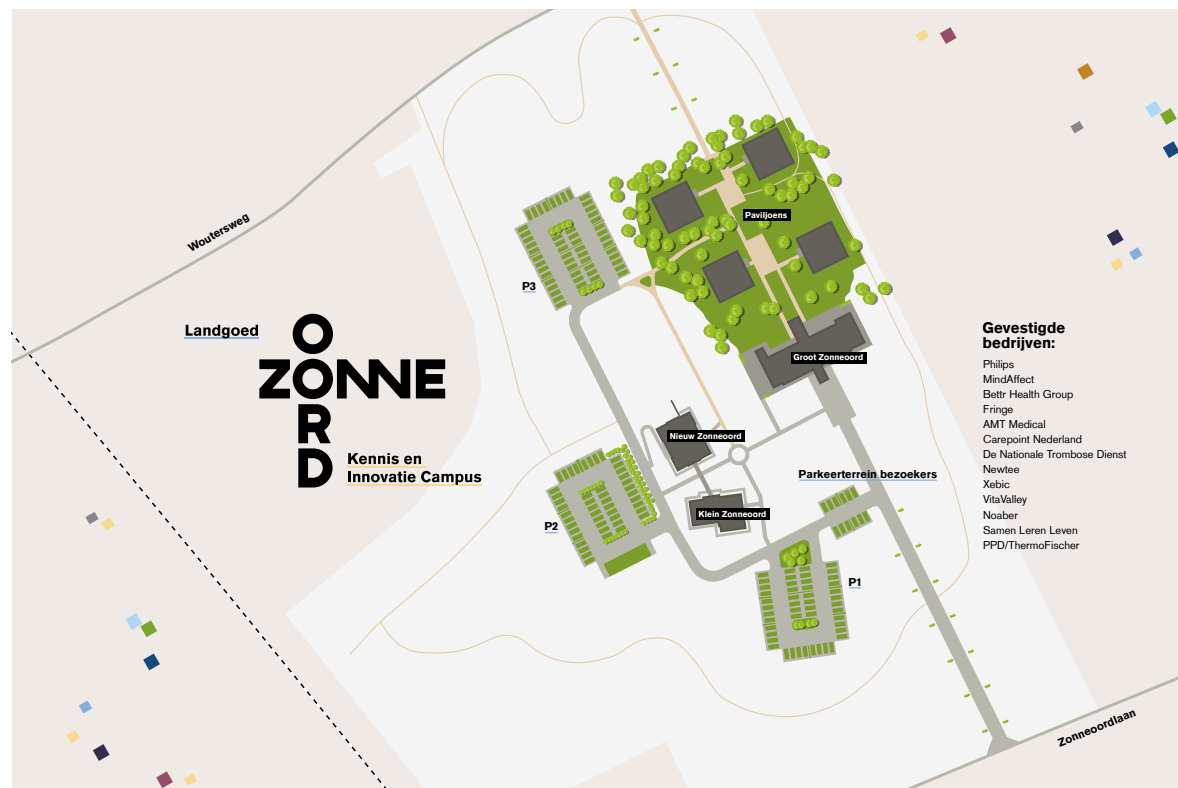 Woutersweg
Landgoed
ZONNE
OORD
Kennis en
Innovatie Campus
P3
Paviljoens
Groot Zonneoord
Nieuw Zonneoord
Parkeerterrein bezoekers
Klein Zonneoord
P2
P1
Zonneoordlaan
Gevestigde
bedrijven:
Philips
MindAffect
Bettr Health Group
Fringe
AMT Medical
Carepoint Nederland
De Nationale Trombose Dienst
Newtee
Xebic
VitaValley
Noaber
Samen Leren Leven
PPD/ThermoFischer